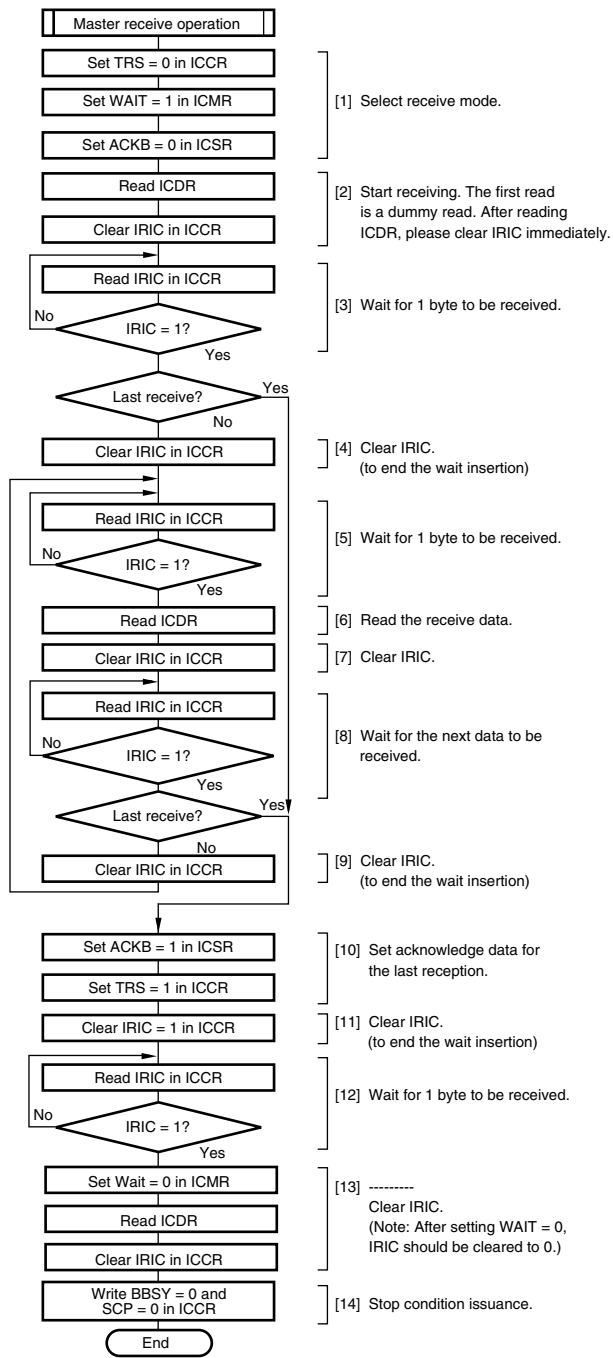 Master receive operation
Set TRS = 0 in ICCR
Set WAIT = 1 in ICMR
[1] Select receive mode.
Set ACKB = 0 in ICSR
Read ICDR
[2] Start receiving. The first read
is a dummy read. After reading
ICDR, please clear IRIC immediately.
Clear IRIC in ICCR
Read IRIC in ICCR
[3] Wait for 1 byte to be received.
No
IRIC = 1?
Yes
Last receive?
Yes
No
Clear IRIC in ICCR
[4] Clear IRIC.
(to end the wait insertion)
Read IRIC in ICCR
[5] Wait for 1 byte to be received.
No
IRIC = 1?
Yes
Read ICDR
[6] Read the receive data.
Clear IRIC in ICCR
[7] Clear IRIC.
Read IRIC in ICCR
[8] Wait for the next data to be
received.
No
IRIC = 1?
Yes
Last receive?
Yes
No
Clear IRIC in ICCR
[9] Clear IRIC.
(to end the wait insertion)
Set ACKB = 1 in ICSR
[10] Set acknowledge data for
the last reception.
Set TRS = 1 in ICCR
Clear IRIC = 1 in ICCR
[11] Clear IRIC.
(to end the wait insertion)
Read IRIC in ICCR
[12] Wait for 1 byte to be received.
No
IRIC = 1?
Yes
Set Wait = 0 in ICMR
[13] ---------
Clear IRIC.
(Note: After setting WAIT = 0,
IRIC should be cleared to 0.)
Read ICDR
Clear IRIC in ICCR
Write BBSY = 0 and
SCP = 0 in ICCR
[14] Stop condition issuance.
End